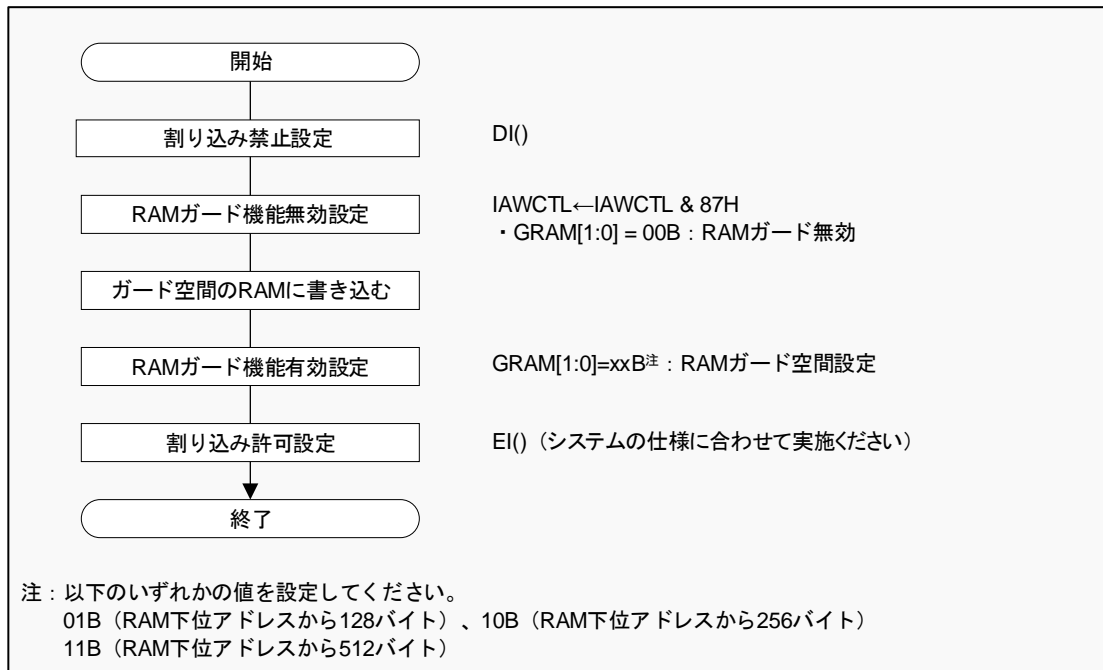 開始
割り込み禁止設定
DI()
RAMガード機能無効設定
IAWCTL←IAWCTL & 87H
・GRAM[1:0] = 00B：RAMガード無効
ガード空間のRAMに書き込む
RAMガード機能有効設定
GRAM[1:0]=xxB注：RAMガード空間設定
割り込み許可設定
EI()（システムの仕様に合わせて実施ください）
終了
注：以下のいずれかの値を設定してください。
01B（RAM下位アドレスから128バイト）、10B（RAM下位アドレスから256バイト）
11B（RAM下位アドレスから512バイト）